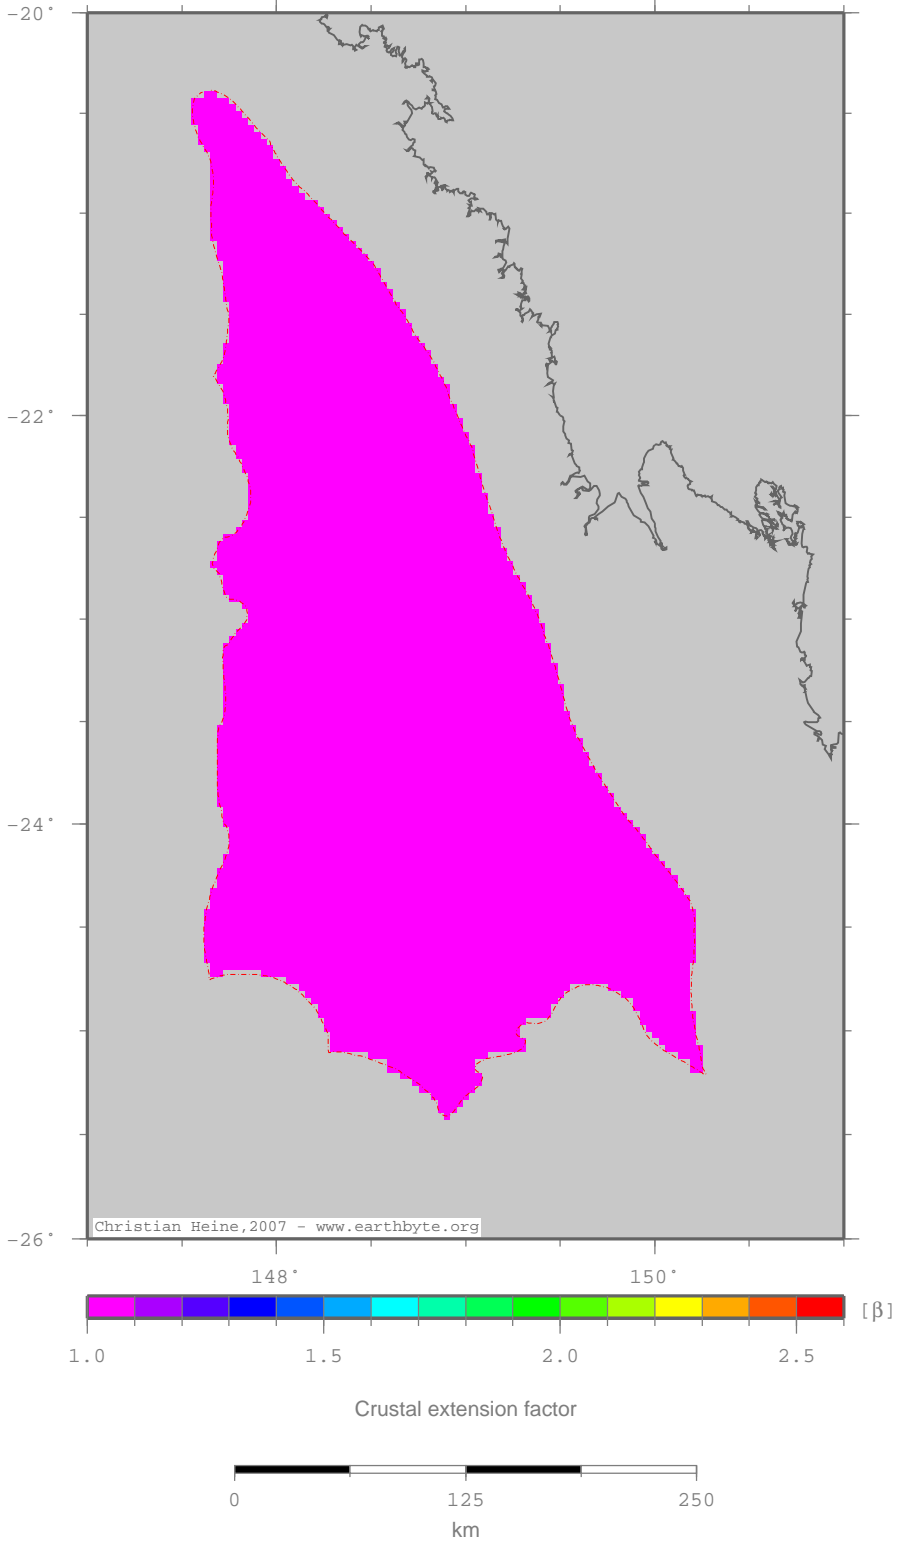 -20°
-22°
-24°
-26°
Christian Heine,2007 - www.earthbyte.org
148° 150°
[β]
1.0 1.5 2.0 2.5
Crustal extension factor
0 125 250
km